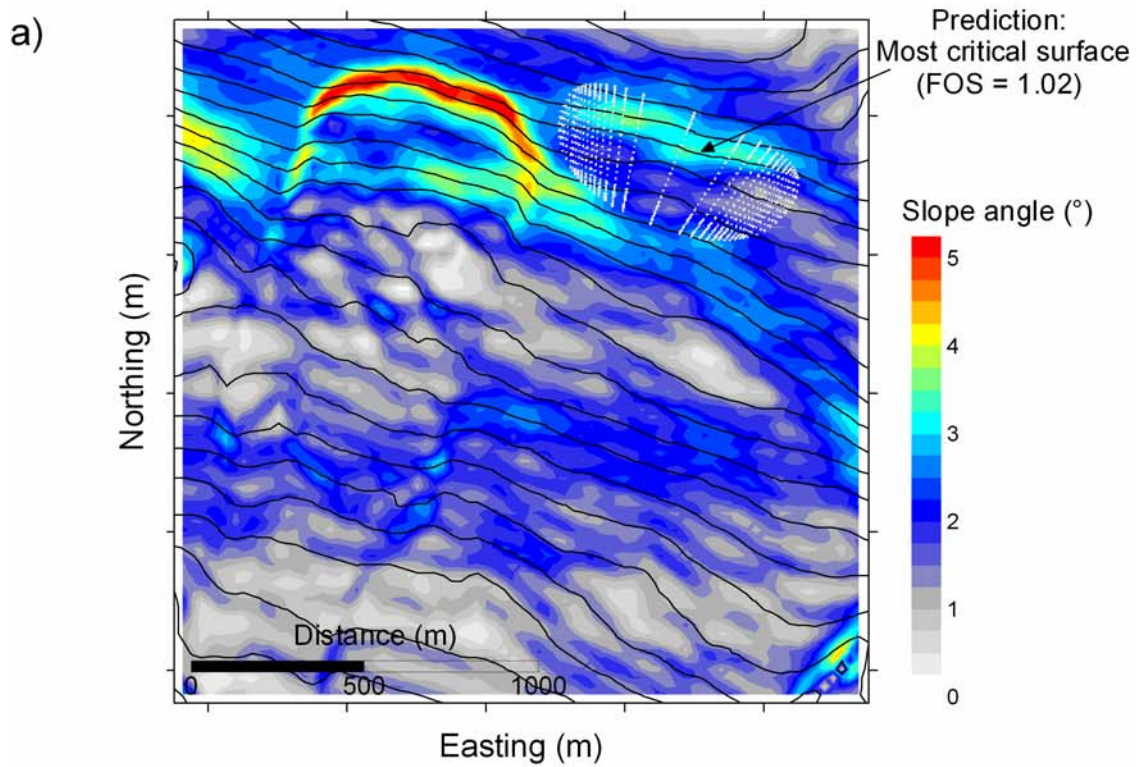 a)
Prediction:
Most critical surface
(FOS = 1.02)
Slope angle (°)
5
4
3
2
1
0
Northing (m)
Distance (m)
0
500
1000
Easting (m)